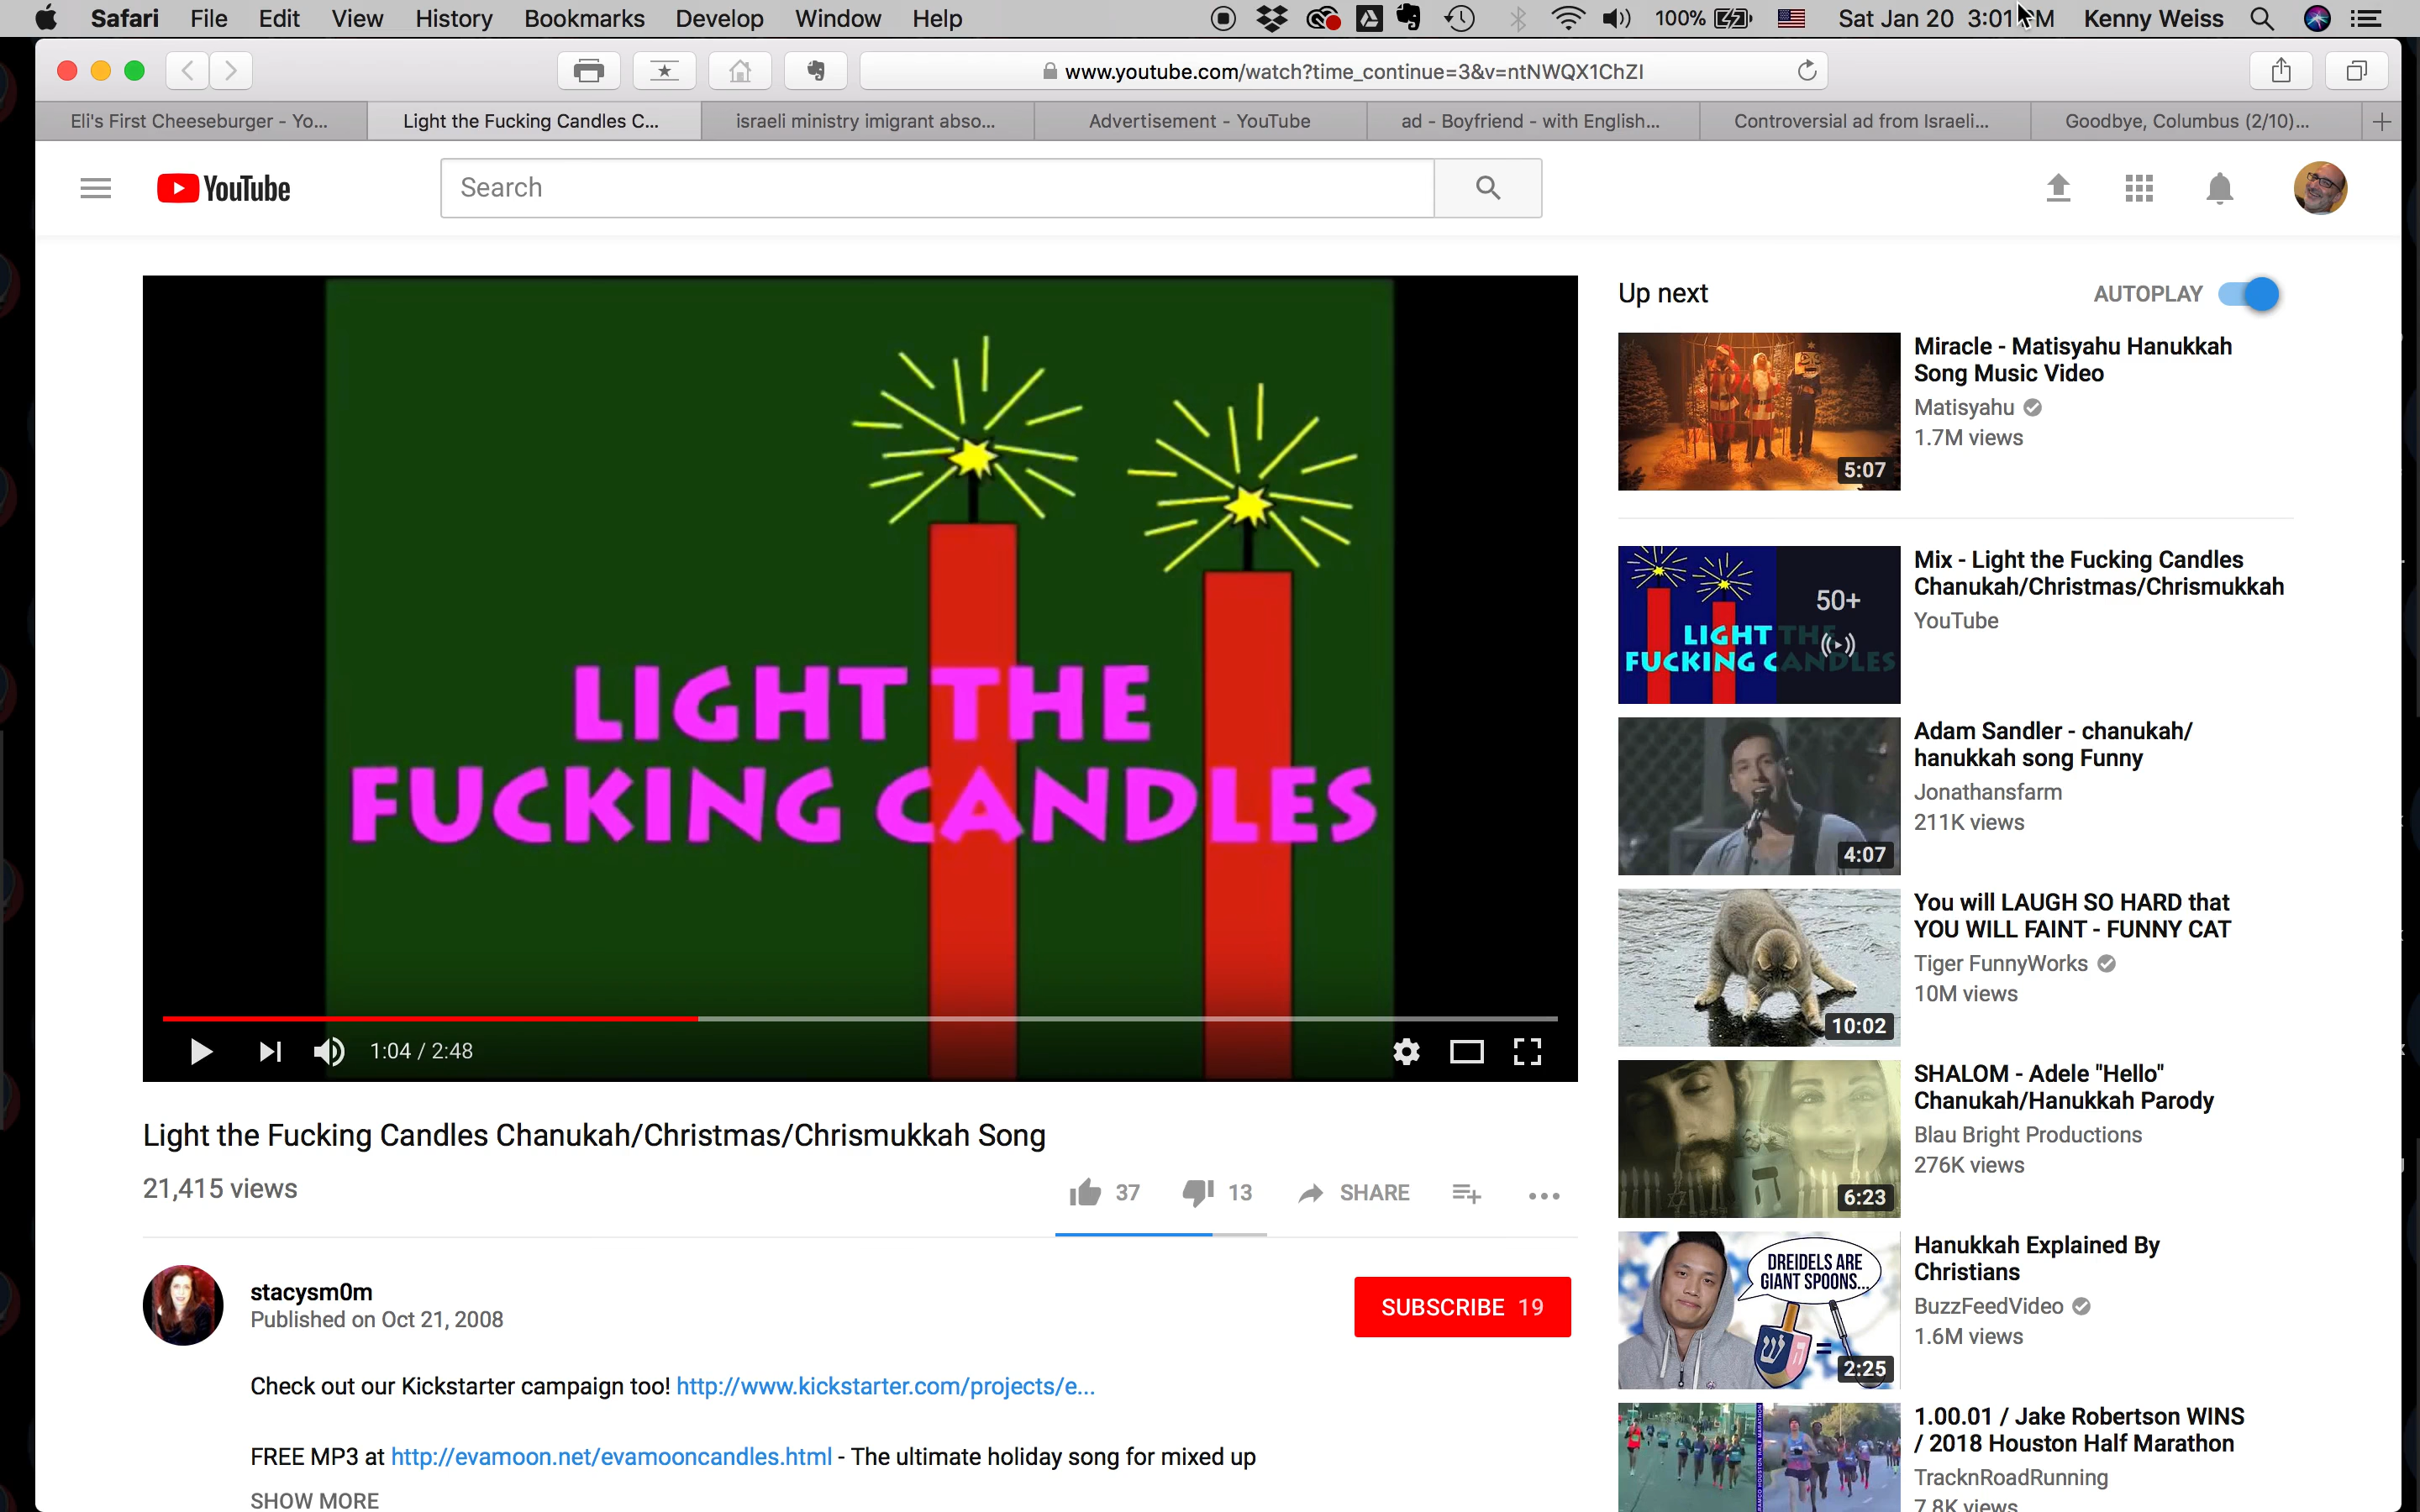 Safari File Edit View History Bookmarks Develop Window Help 100% Sat Jan 20 3:01 Kenny Weiss
www.youtube.com/watch?time_continue=3&v=ntNWQX1ChZI
Eli's First Cheeseburger - Yo... Light the Fucking Candles C... israeli ministry imigrant abso... Advertisement - YouTube ad - Boyfriend - with English... Controversial ad from Israeli... Goodbye, Columbus (2/10)...
YouTube Search
LIGHT THE
FUCKING CANDLES
1:04 / 2:48
Light the Fucking Candles Chanukah/Christmas/Chrismukkah Song
21,415 views
37 13 SHARE
stacysm0m
Published on Oct 21, 2008
SUBSCRIBE 19
Check out our Kickstarter campaign too! http://www.kickstarter.com/projects/e...
FREE MP3 at http://evamoon.net/evamooncandles.html - The ultimate holiday song for mixed up
SHOW MORE
Up next AUTOPLAY
5:07
Miracle - Matisyahu Hanukkah
Song Music Video
Matisyahu
1.7M views
LIGHT THE
FUCKING CANDLES
50+
Mix - Light the Fucking Candles
Chanukah/Christmas/Chrismukkah
YouTube
4:07
Adam Sandler - chanukah/
hanukkah song Funny
Jonathansfarm
211K views
10:02
You will LAUGH SO HARD that
YOU WILL FAINT - FUNNY CAT
Tiger FunnyWorks
10M views
6:23
SHALOM - Adele "Hello"
Chanukah/Hanukkah Parody
Blau Bright Productions
276K views
DREIDELS ARE
GIANT SPOONS...
ש
=
2:25
Hanukkah Explained By
Christians
BuzzFeedVideo
1.6M views
1.00.01 / Jake Robertson WINS
/ 2018 Houston Half Marathon
TracknRoadRunning
7.8K views